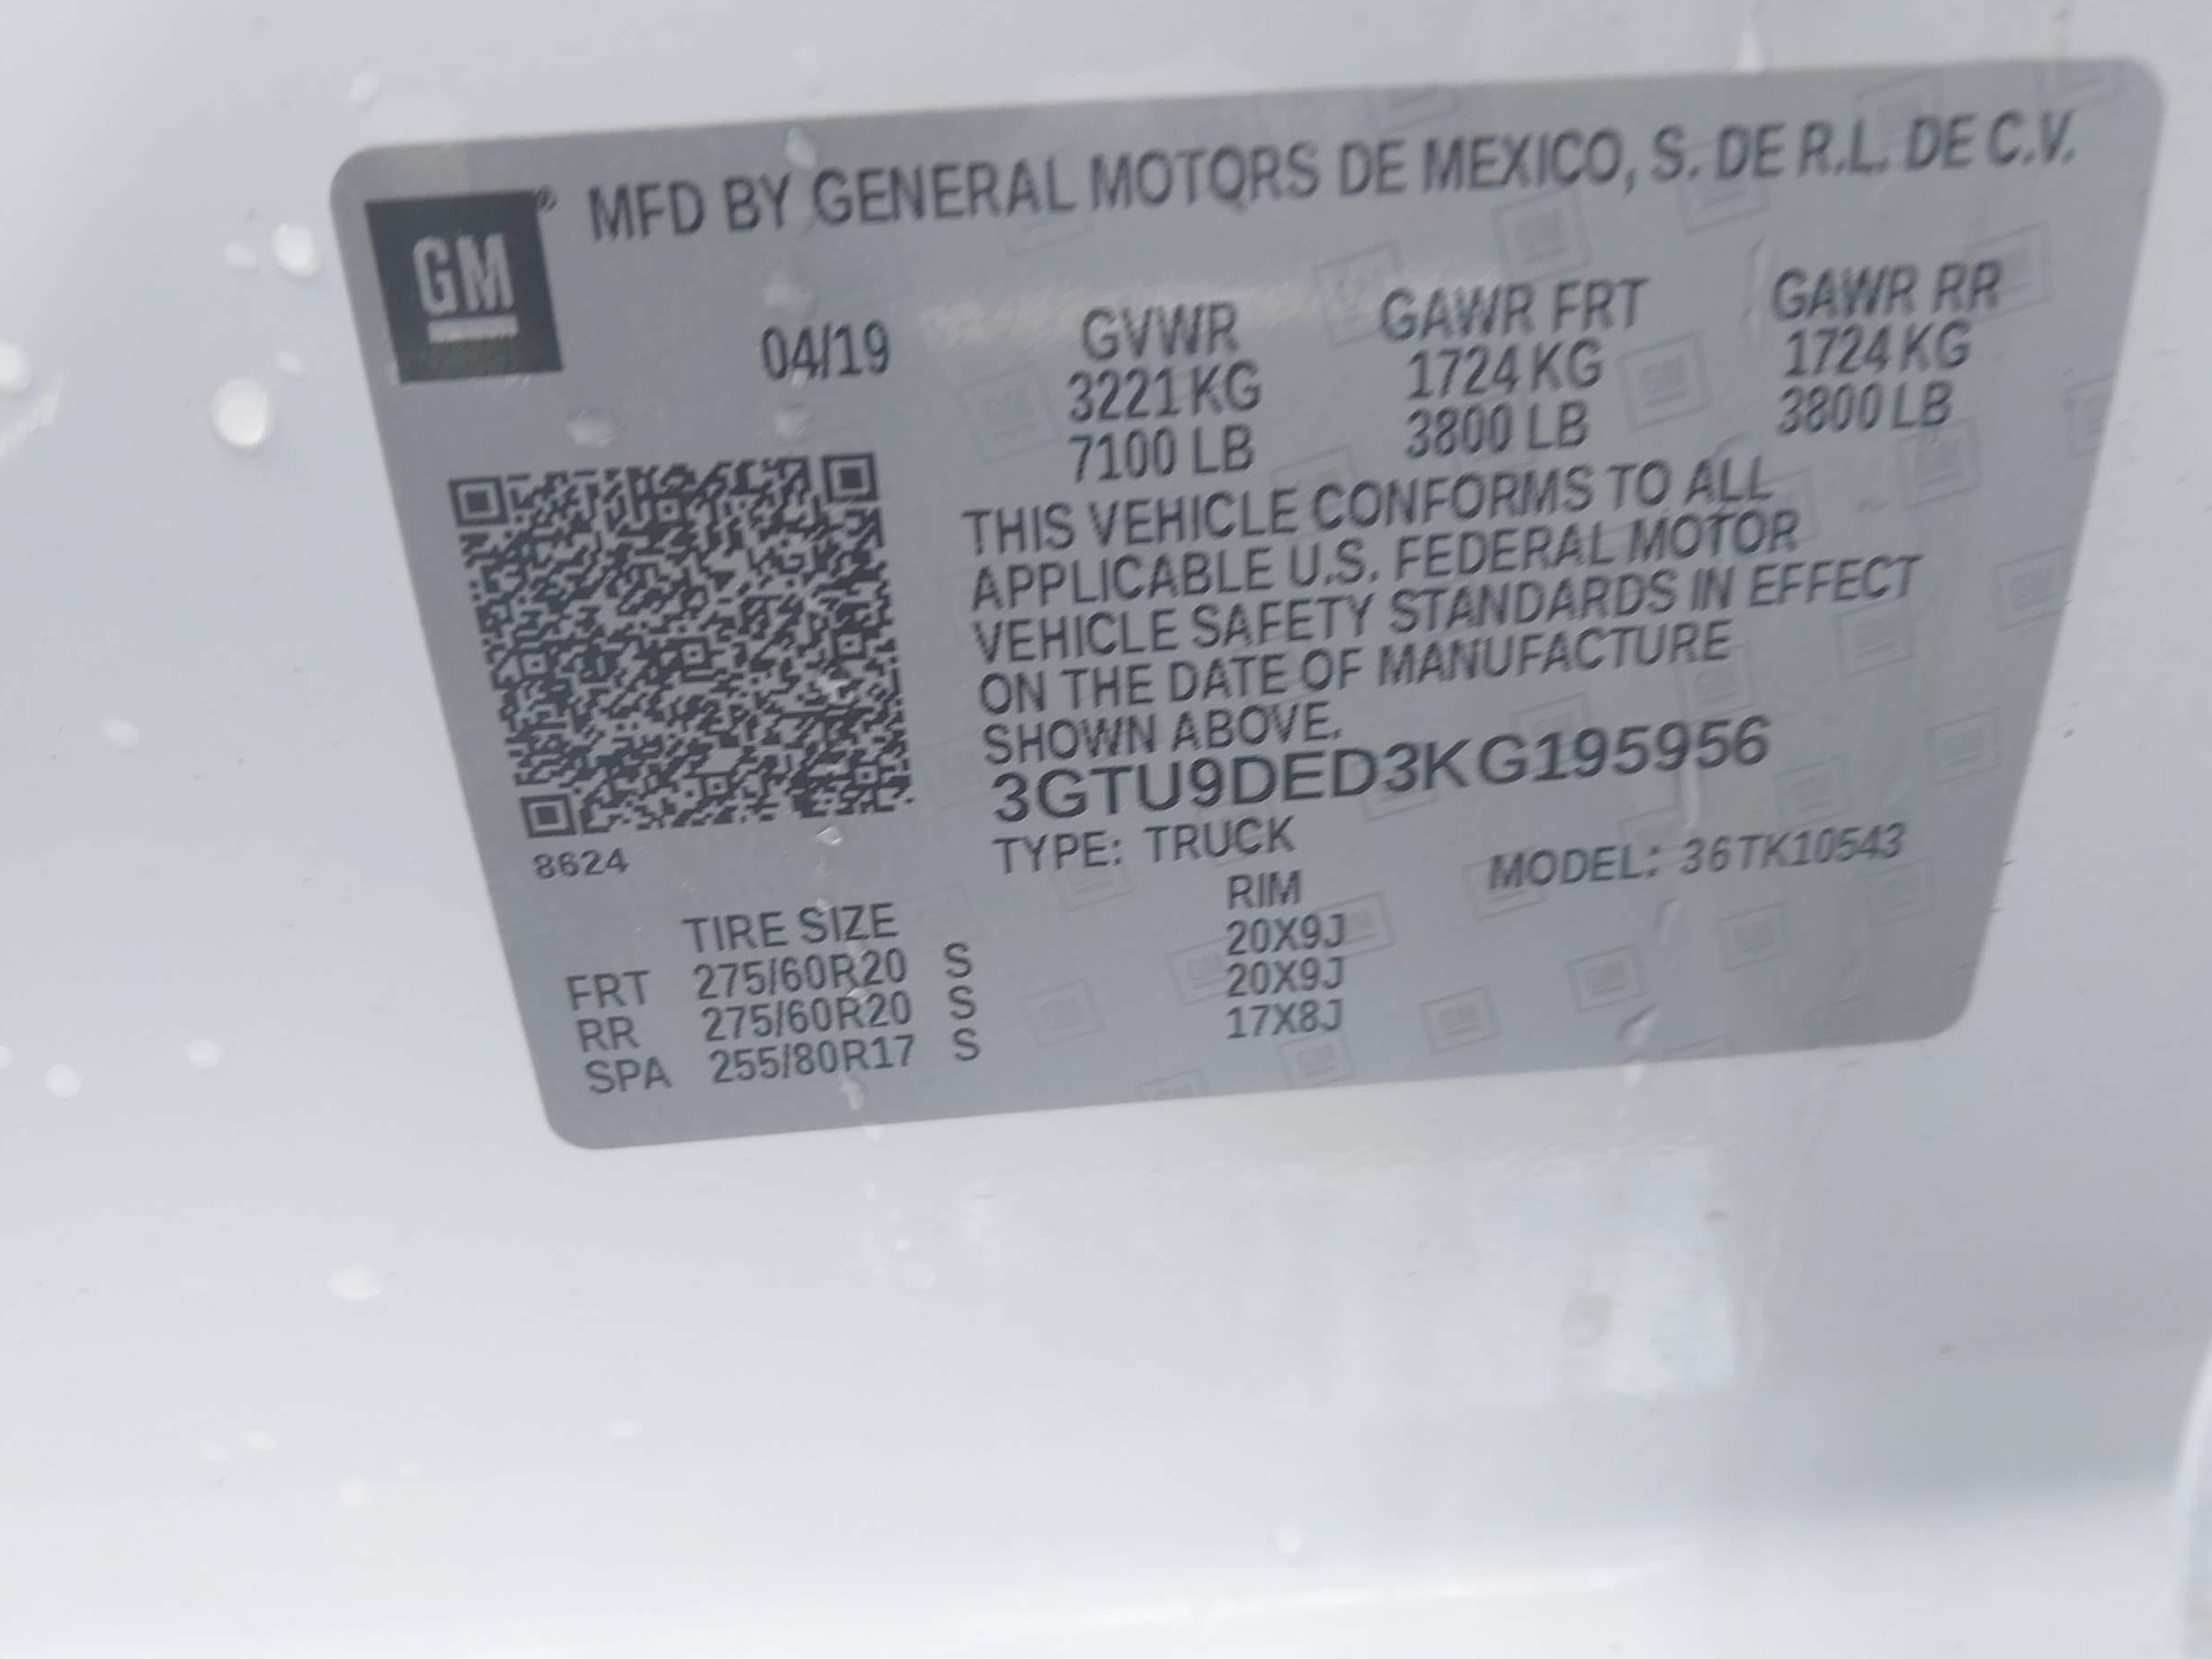 GM
MFD BY GENERAL MOTORS DE MEXICO, S. DE R.L. DE C.V.
04/19
GVWR GAWR FRT GAWR RR
3221 KG 1724 KG 1724 KG
7100 LB 3800 LB 3800 LB
THIS VEHICLE CONFORMS TO ALL
APPLICABLE U.S. FEDERAL MOTOR
VEHICLE SAFETY STANDARDS IN EFFECT
ON THE DATE OF MANUFACTURE
SHOWN ABOVE.
3GTU9DED3KG195956
TYPE: TRUCK MODEL: 36TK10543
8624
TIRE SIZE RIM
FRT 275/60R20 S 20X9J
RR 275/60R20 S 20X9J
SPA 255/80R17 S 17X8J